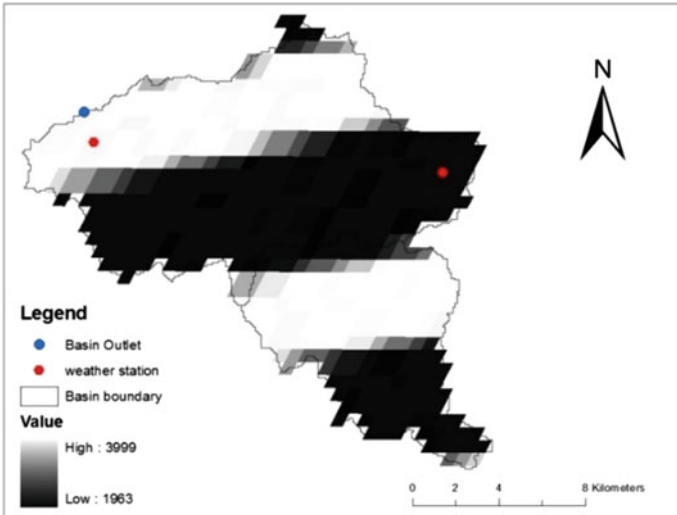 N
Legend
Basin Outlet
weather station
Basin boundary
Value
High : 3999
Low : 1963
0 2 4 8 Kilometers